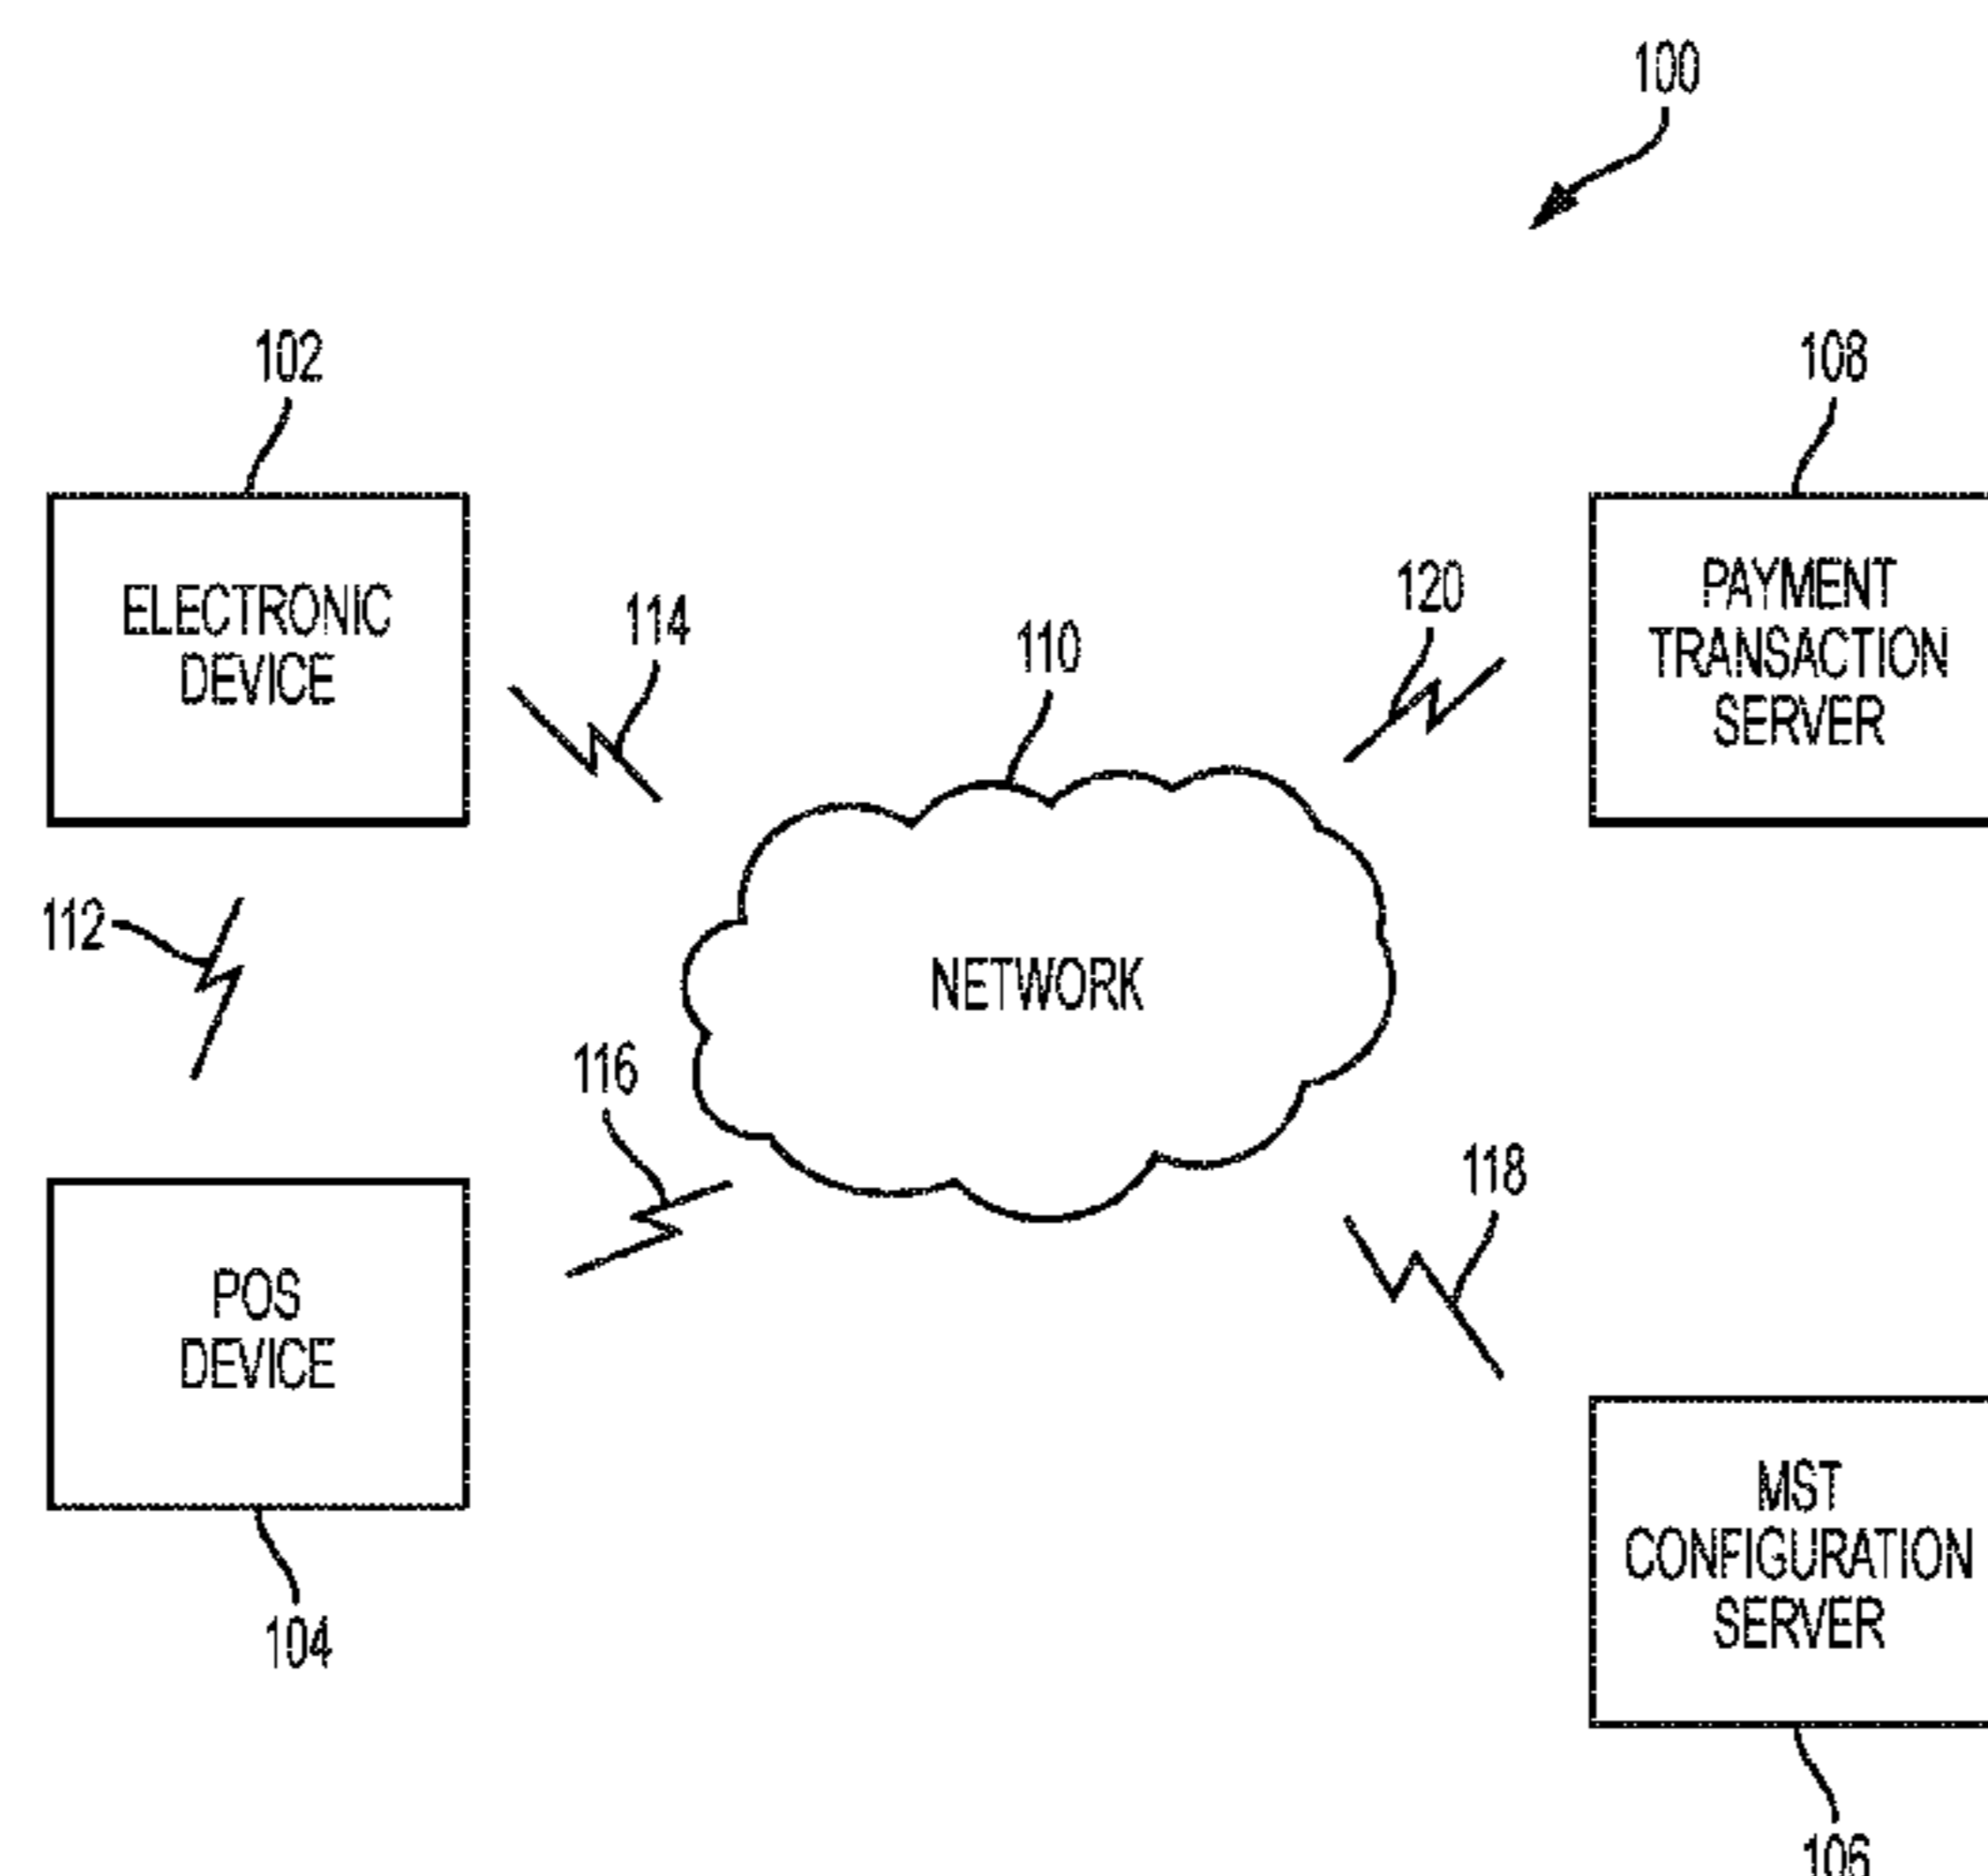 100
102
108
ELECTRONIC
DEVICE
114
110
120
PAYMENT
TRANSACTION
SERVER
112
NETWORK
116
118
POS
DEVICE
104
MST
CONFIGURATION
SERVER
106